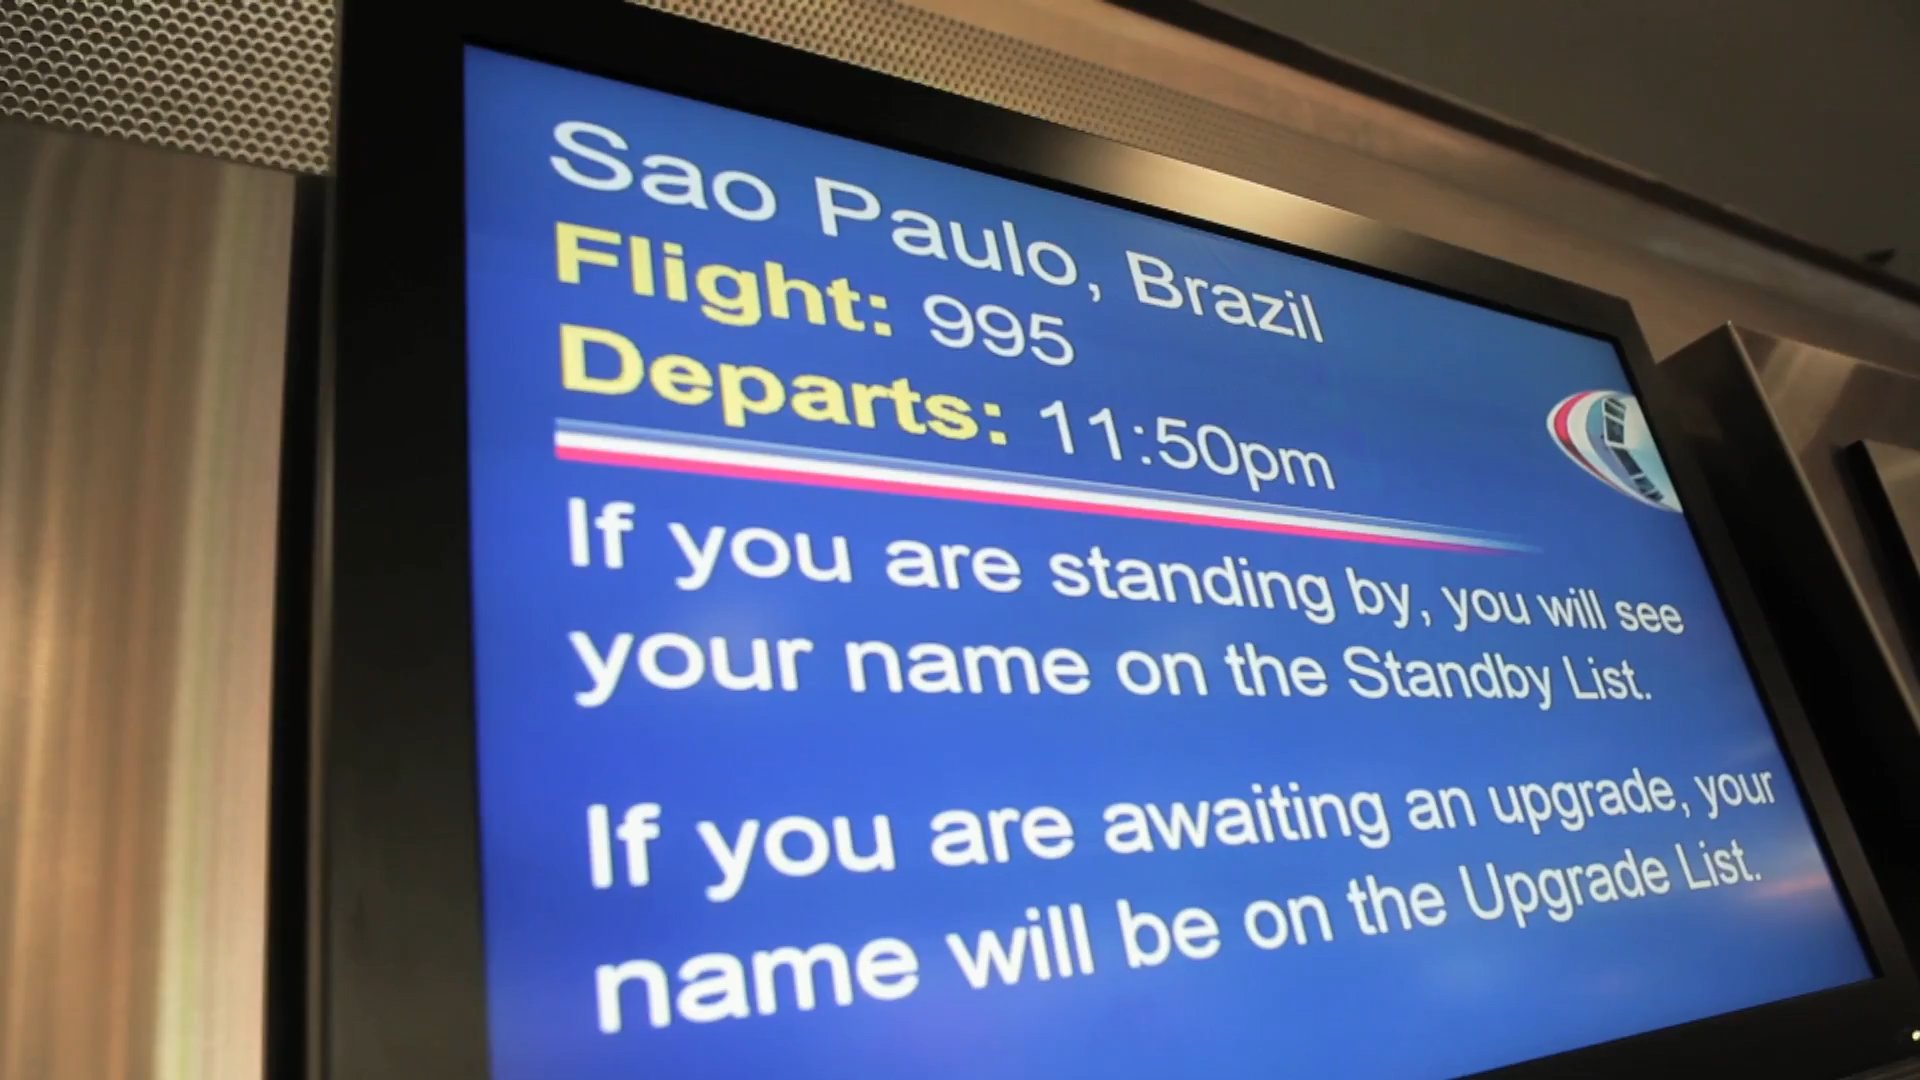 Sao Paulo, Brazil
Flight: 995
Departs: 11:50pm
If you are standing by, you will see
your name on the Standby List.
If you are awaiting an upgrade, your
name will be on the Upgrade List.